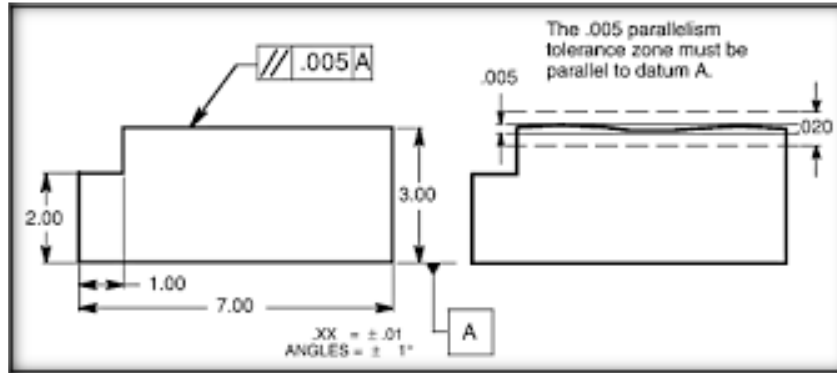 // .005 A
2.00
3.00
1.00
7.00
.XX = ± .01
ANGLES = ± 1°
A
The .005 parallelism
tolerance zone must be
parallel to datum A.
.005
.020